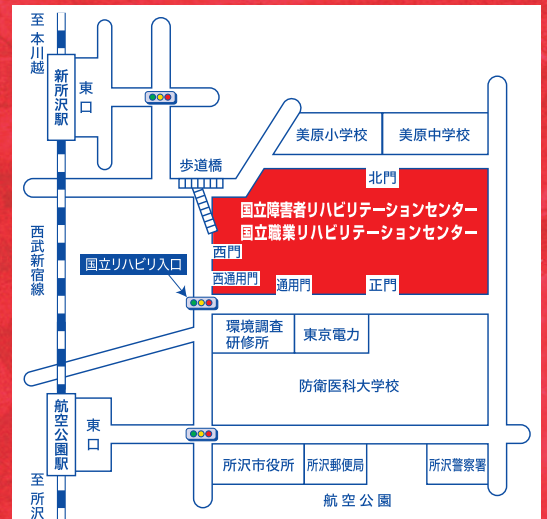 至本川越
新所沢駅
東口
美原小学校
美原中学校
歩道橋
北門
国立障害者リハビリテーションセンター
国立職業リハビリテーションセンター
西門
西武新宿線
国立リハビリ入口
西通用門
通用門
正門
環境調査
研修所
東京電力
防衛医科大学校
航空公園駅
東口
所沢市役所
所沢郵便局
所沢警察署
至所沢
航空公園